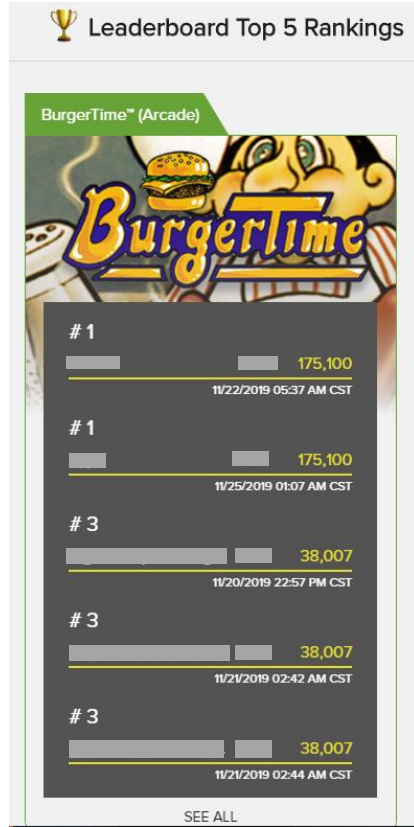 Leaderboard Top 5 Rankings
BurgerTime™ (Arcade)
BurgerTime
# 1
175,100
11/22/2019 05:37 AM CST
# 1
175,100
11/25/2019 01:07 AM CST
# 3
38,007
11/20/2019 22:57 PM CST
# 3
38,007
11/21/2019 02:42 AM CST
# 3
38,007
11/21/2019 02:44 AM CST
SEE ALL